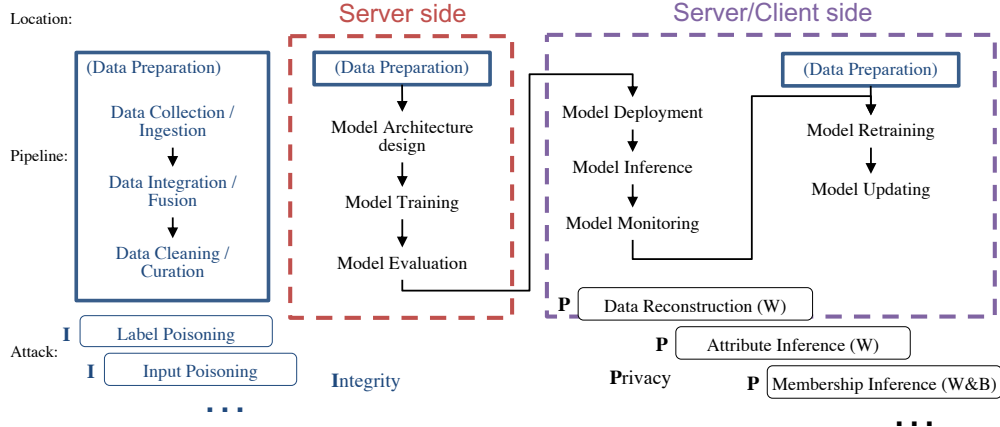 Location:
Server side
Server/Client side
(Data Preparation)
Data Collection /
Ingestion
Data Integration /
Fusion
Data Cleaning /
Curation
Pipeline:
(Data Preparation)
Model Architecture
design
Model Training
Model Evaluation
Model Deployment
Model Inference
Model Monitoring
(Data Preparation)
Model Retraining
Model Updating
Attack:
I Label Poisoning
I Input Poisoning
...
Integrity
P Data Reconstruction (W)
P Attribute Inference (W)
Privacy
P Membership Inference (W&B)
...